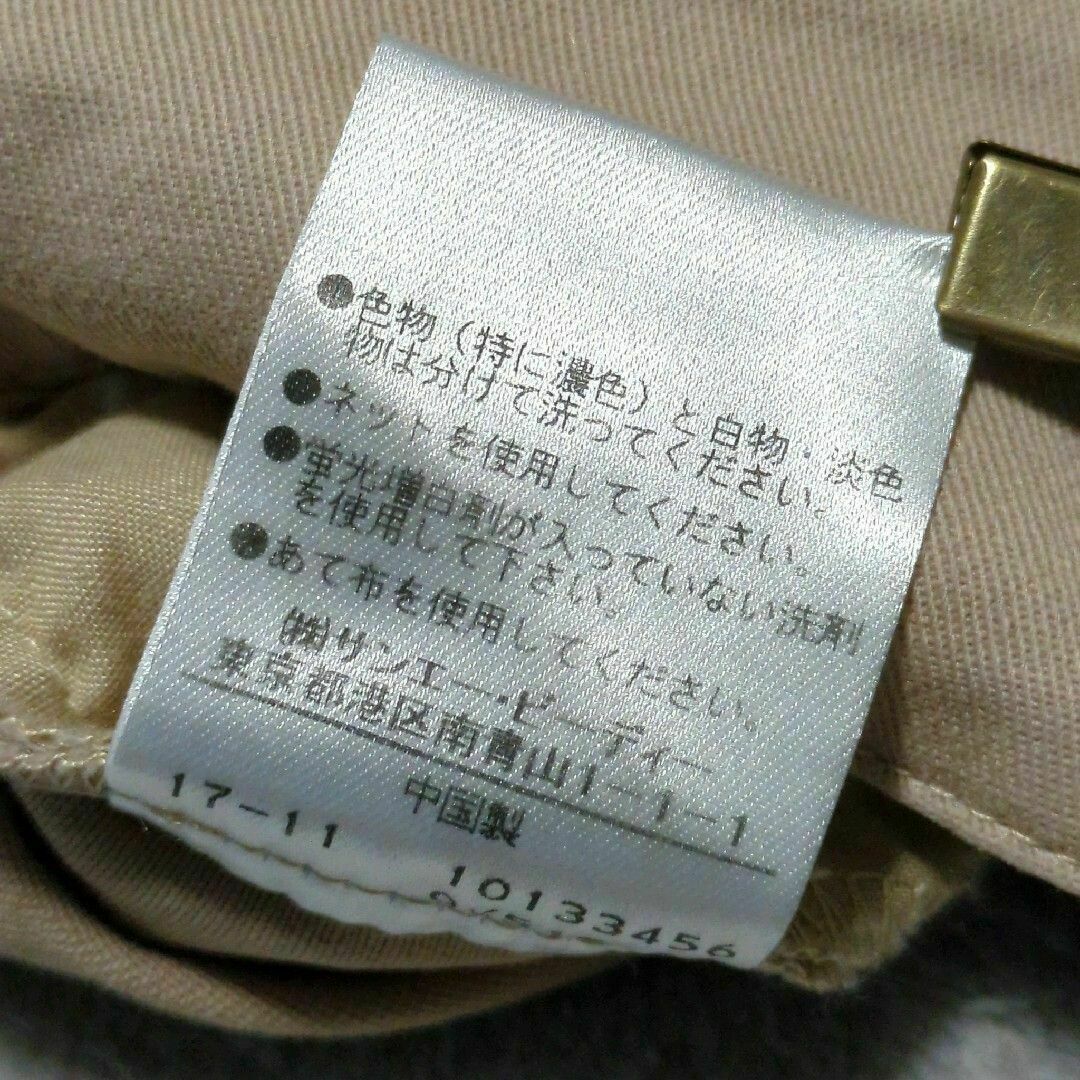 ●色物(特に濃色)と白物・淡色
物は分けて洗ってください。
●ネットを使用してください。
●蛍光増白剤が入っていない洗剤
を使用して下さい。
●あて布を使用してください。
㈱サンエー・ビーディー
東京都港区南青山1-1-1
中国製
17-11
10133456